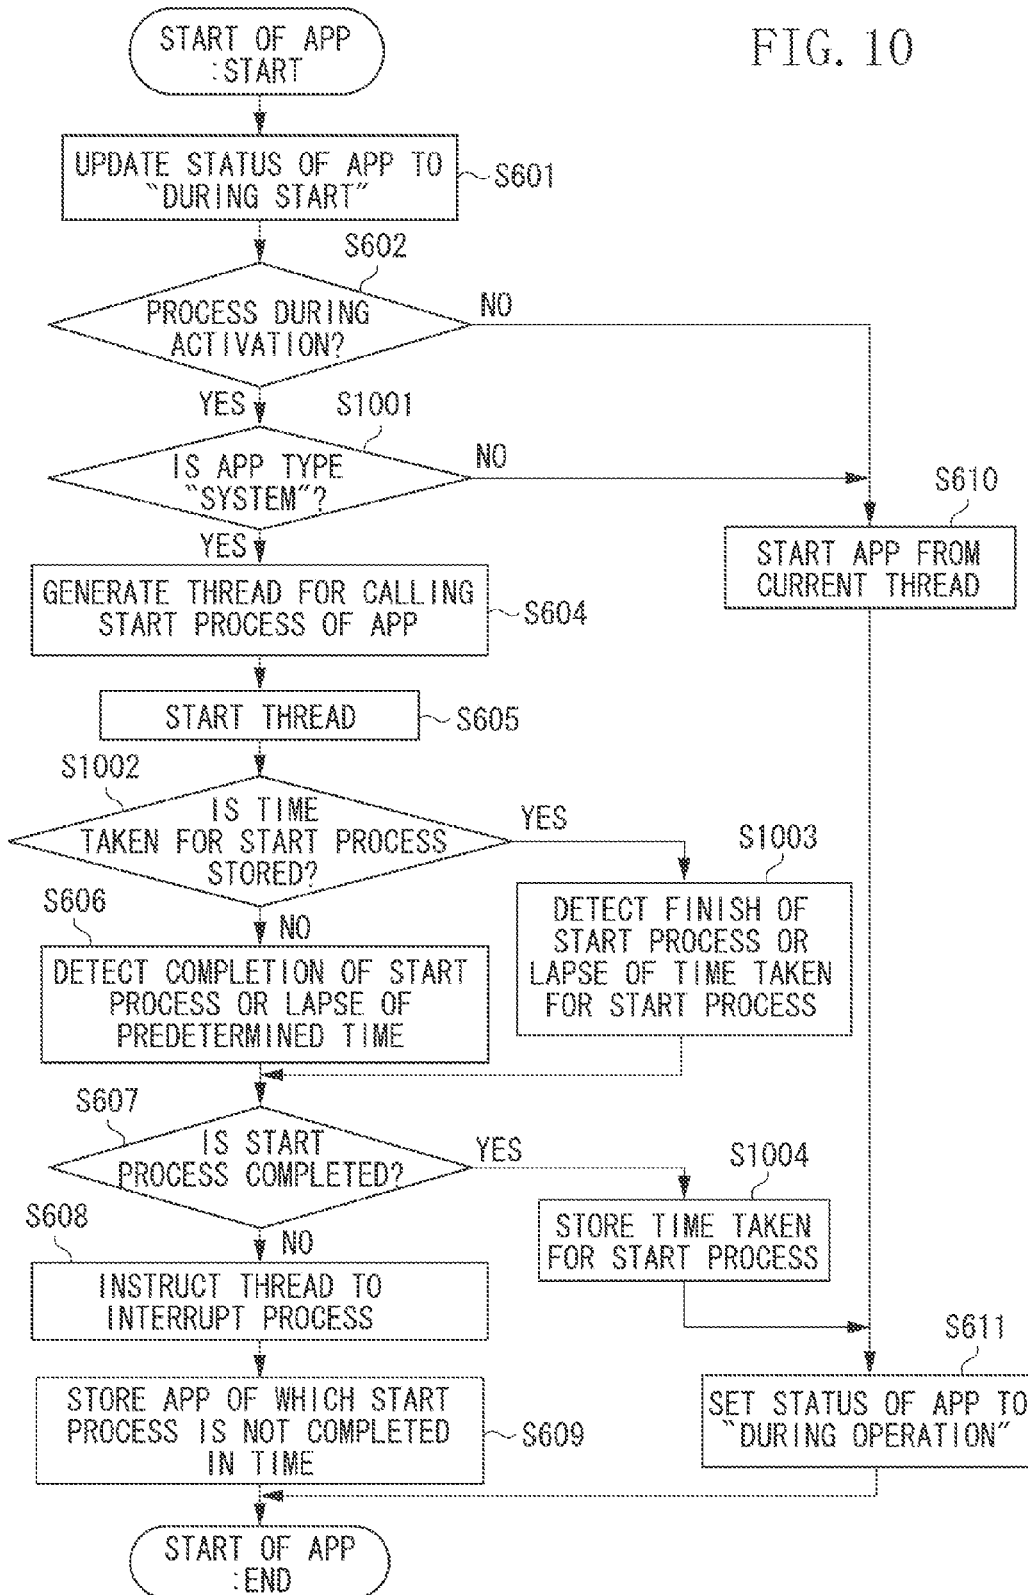 FIG. 10
START OF APP
:START
UPDATE STATUS OF APP TO
“DURING START”
S601
S602
PROCESS DURING
ACTIVATION?
NO
YES
S1001
IS APP TYPE
“SYSTEM”?
NO
YES
S610
START APP FROM
CURRENT THREAD
GENERATE THREAD FOR CALLING
START PROCESS OF APP
S604
START THREAD
S605
S1002
IS TIME
TAKEN FOR START PROCESS
STORED?
YES
NO
S1003
DETECT FINISH OF
START PROCESS OR
LAPSE OF TIME TAKEN
FOR START PROCESS
S606
DETECT COMPLETION OF START
PROCESS OR LAPSE OF
PREDETERMINED TIME
S607
IS START
PROCESS COMPLETED?
YES
NO
S1004
STORE TIME TAKEN
FOR START PROCESS
S608
INSTRUCT THREAD TO
INTERRUPT PROCESS
S611
SET STATUS OF APP TO
“DURING OPERATION”
STORE APP OF WHICH START
PROCESS IS NOT COMPLETED
IN TIME
S609
START OF APP
:END